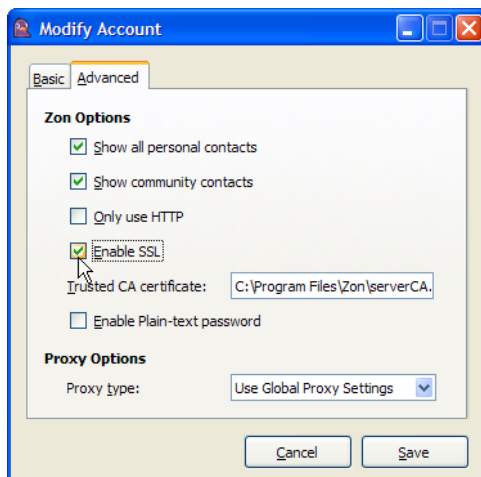 Modify Account
Basic
Advanced
Zon Options
Show all personal contacts
Show community contacts
Only use HTTP
Enable SSL
Trusted CA certificate: C:\Program Files\Zon\serverCA.
Enable Plain-text password
Proxy Options
Proxy type: Use Global Proxy Settings
Cancel Save